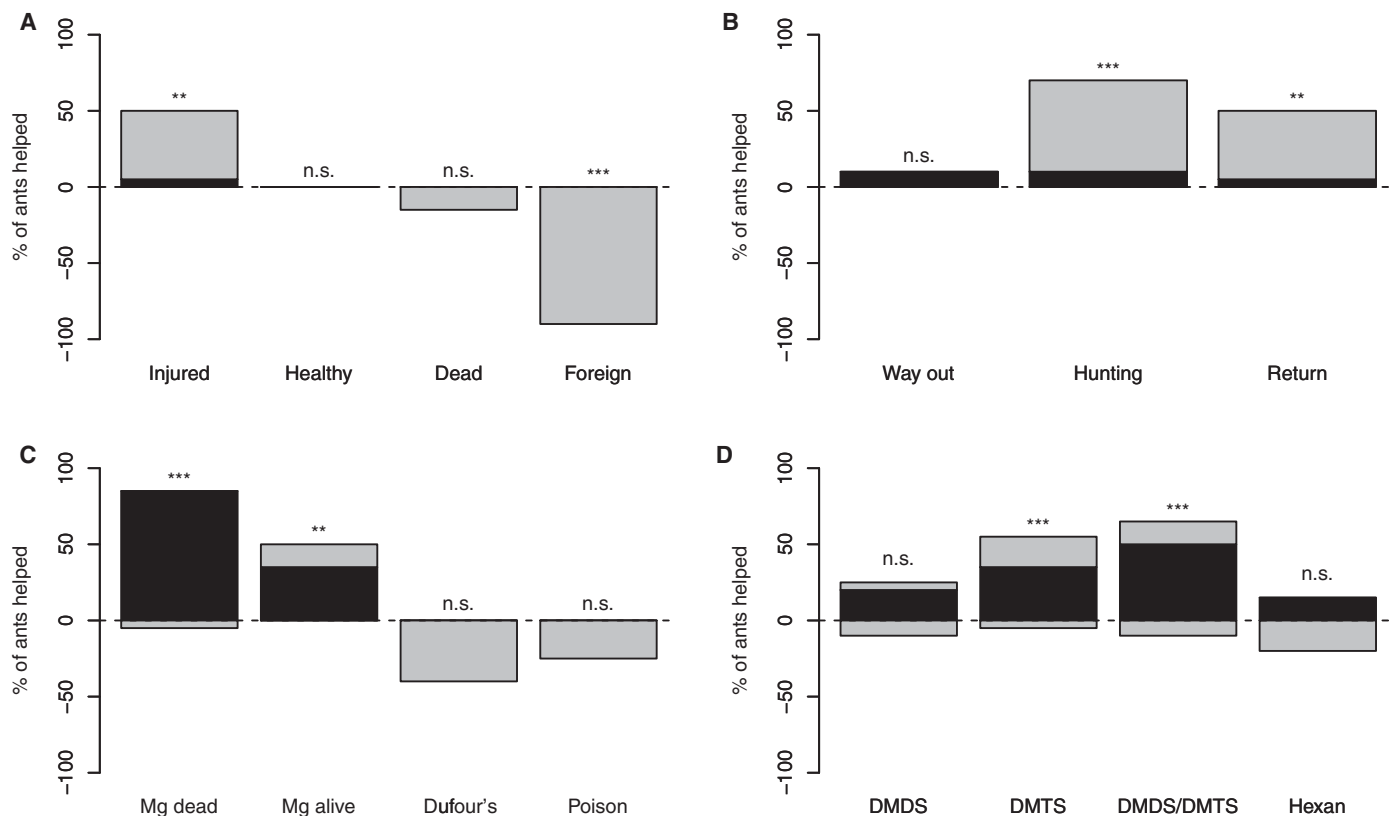 A
% of ants helped
100
50
0
−50
−100
**
n.s.
n.s.
***
Injured Healthy Dead Foreign
B
% of ants helped
100
50
0
−50
−100
n.s.
***
**
Way out Hunting Return
C
% of ants helped
100
50
0
−50
−100
***
**
n.s.
n.s.
Mg dead Mg alive Dufour's Poison
D
% of ants helped
100
50
0
−50
−100
n.s.
***
***
n.s.
DMDS DMTS DMDS/DMTS Hexan